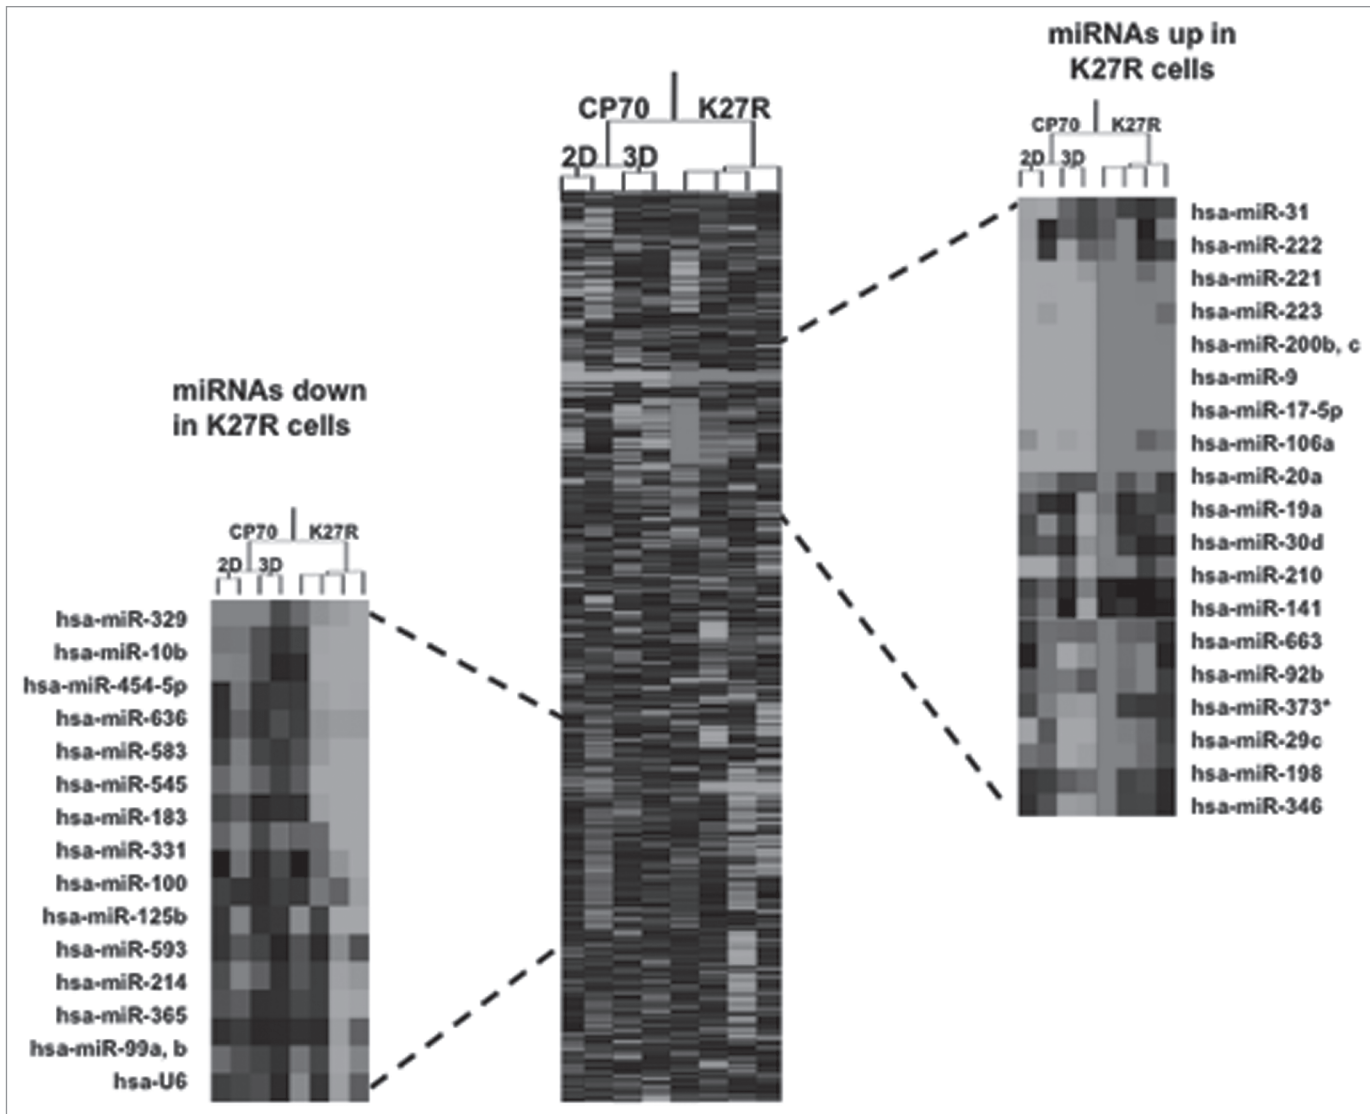 miRNAs up in
K27R cells
CP70 K27R
2D 3D
CP70 K27R
2D 3D
hsa-miR-31
hsa-miR-222
hsa-miR-221
hsa-miR-223
hsa-miR-200b, c
hsa-miR-9
hsa-miR-17-5p
hsa-miR-106a
hsa-miR-20a
hsa-miR-19a
hsa-miR-30d
hsa-miR-210
hsa-miR-141
hsa-miR-663
hsa-miR-92b
hsa-miR-373*
hsa-miR-29c
hsa-miR-198
hsa-miR-346
miRNAs down
in K27R cells
CP70 K27R
2D 3D
hsa-miR-329
hsa-miR-10b
hsa-miR-454-5p
hsa-miR-636
hsa-miR-583
hsa-miR-545
hsa-miR-183
hsa-miR-331
hsa-miR-100
hsa-miR-125b
hsa-miR-593
hsa-miR-214
hsa-miR-365
hsa-miR-99a, b
hsa-U6